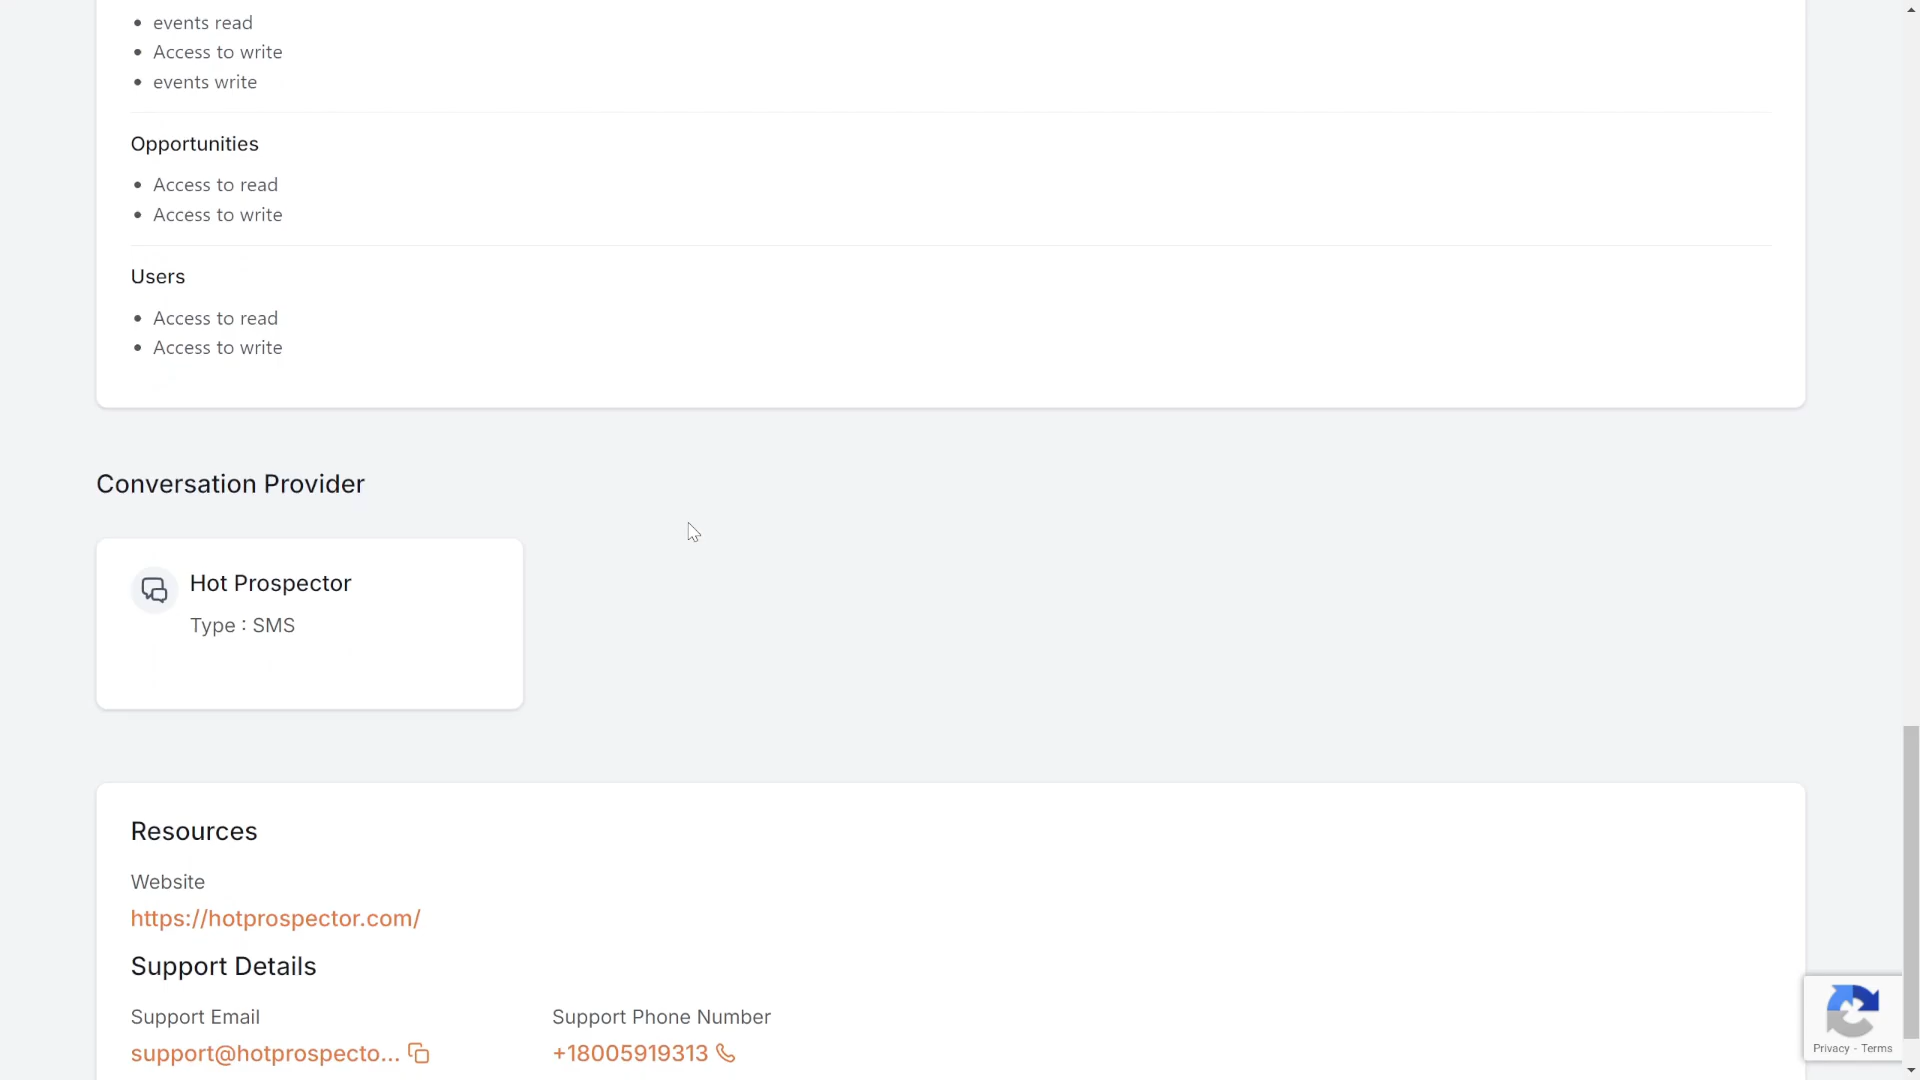 events read
Access to write
events write
Opportunities
Access to read
Access to write
Users
Access to read
Access to write
Conversation Provider
Hot Prospector
Type : SMS
Resources
Website
https://hotprospector.com/
Support Details
Support Email
Support Phone Number
support@hotprospecto...
+18005919313
Privacy - Terms